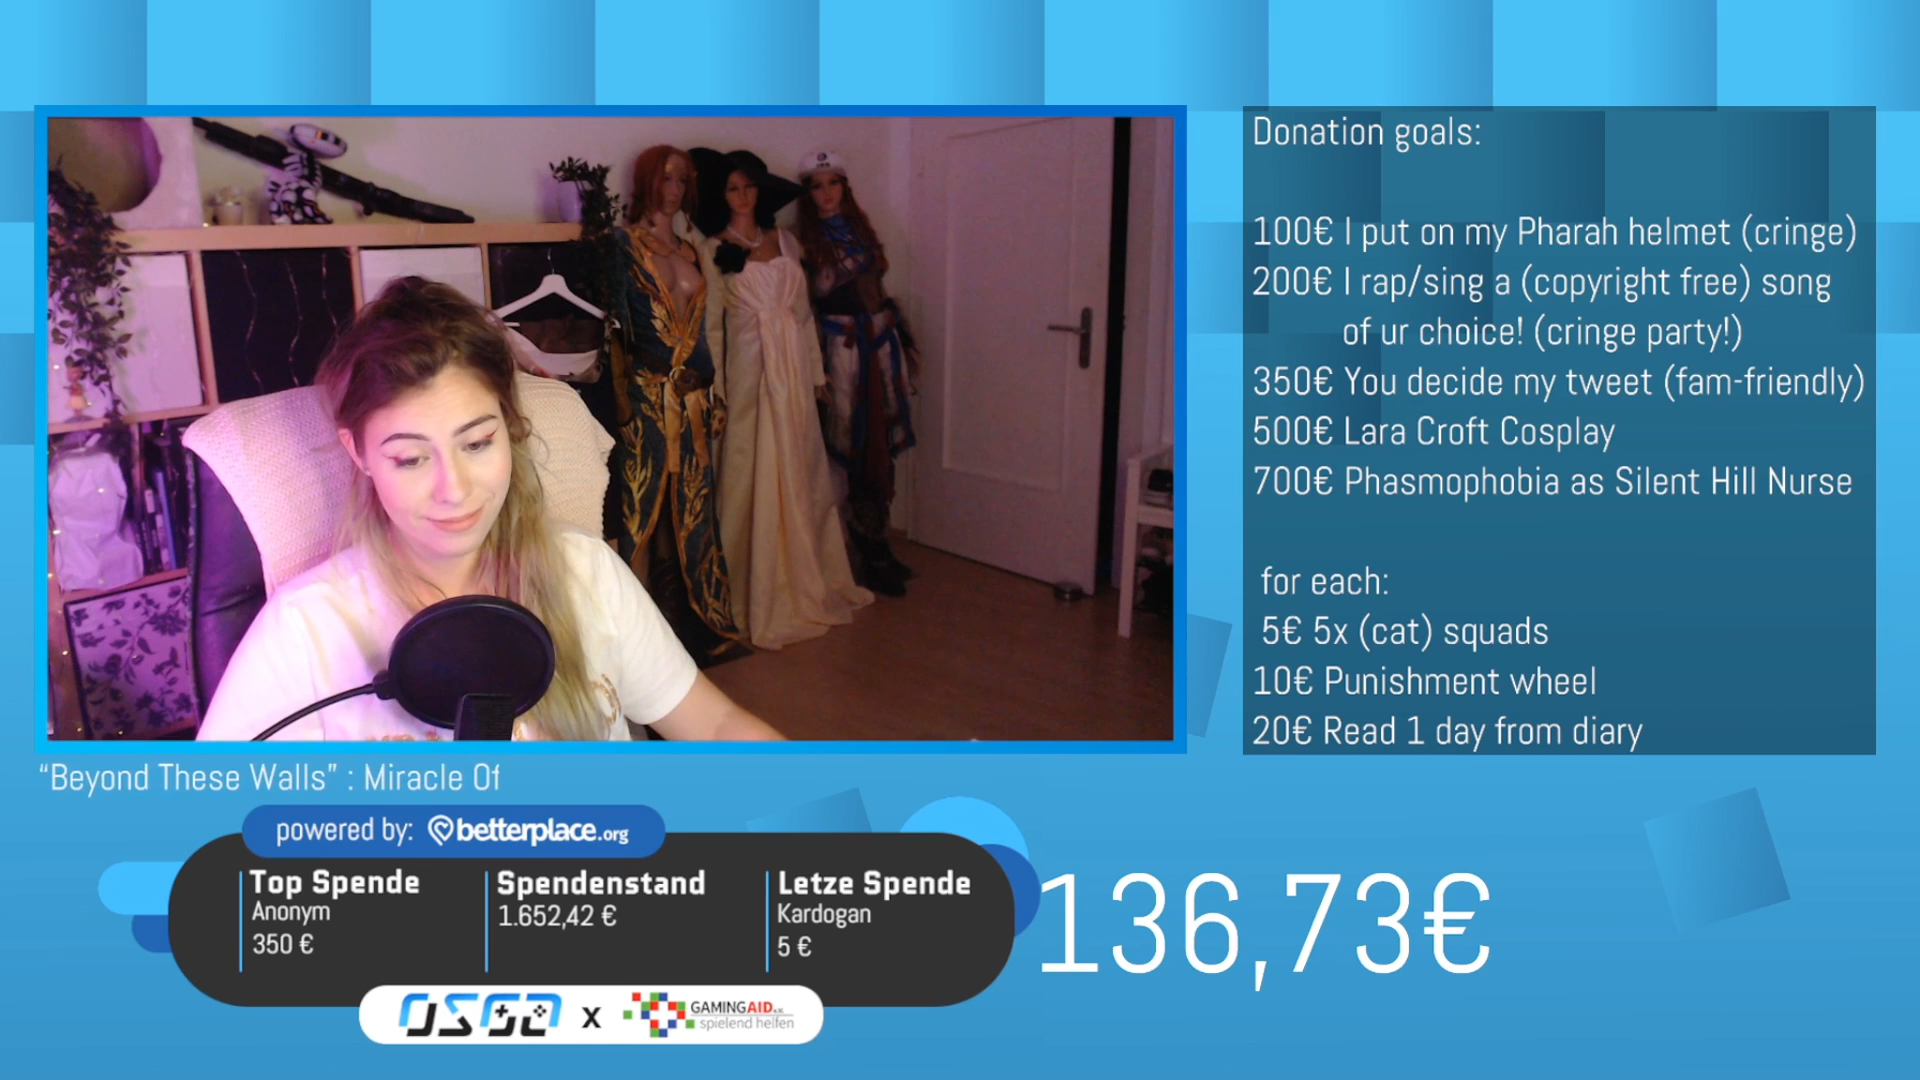 Donation goals:
100€ I put on my Pharah helmet (cringe)
200€ I rap/sing a (copyright free) song
of ur choice! (cringe party!)
350€ You decide my tweet (fam-friendly)
500€ Lara Croft Cosplay
700€ Phasmophobia as Silent Hill Nurse
for each:
5€ 5x (cat) squads
10€ Punishment wheel
20€ Read 1 day from diary
“Beyond These Walls” : Miracle Of
powered by: betterplace.org
Top Spende
Anonym
350 €
Spendenstand
1.652,42 €
Letze Spende
Kardogan
5 €
136,73€
x
GAMINGAID e.V.
spielend helfen